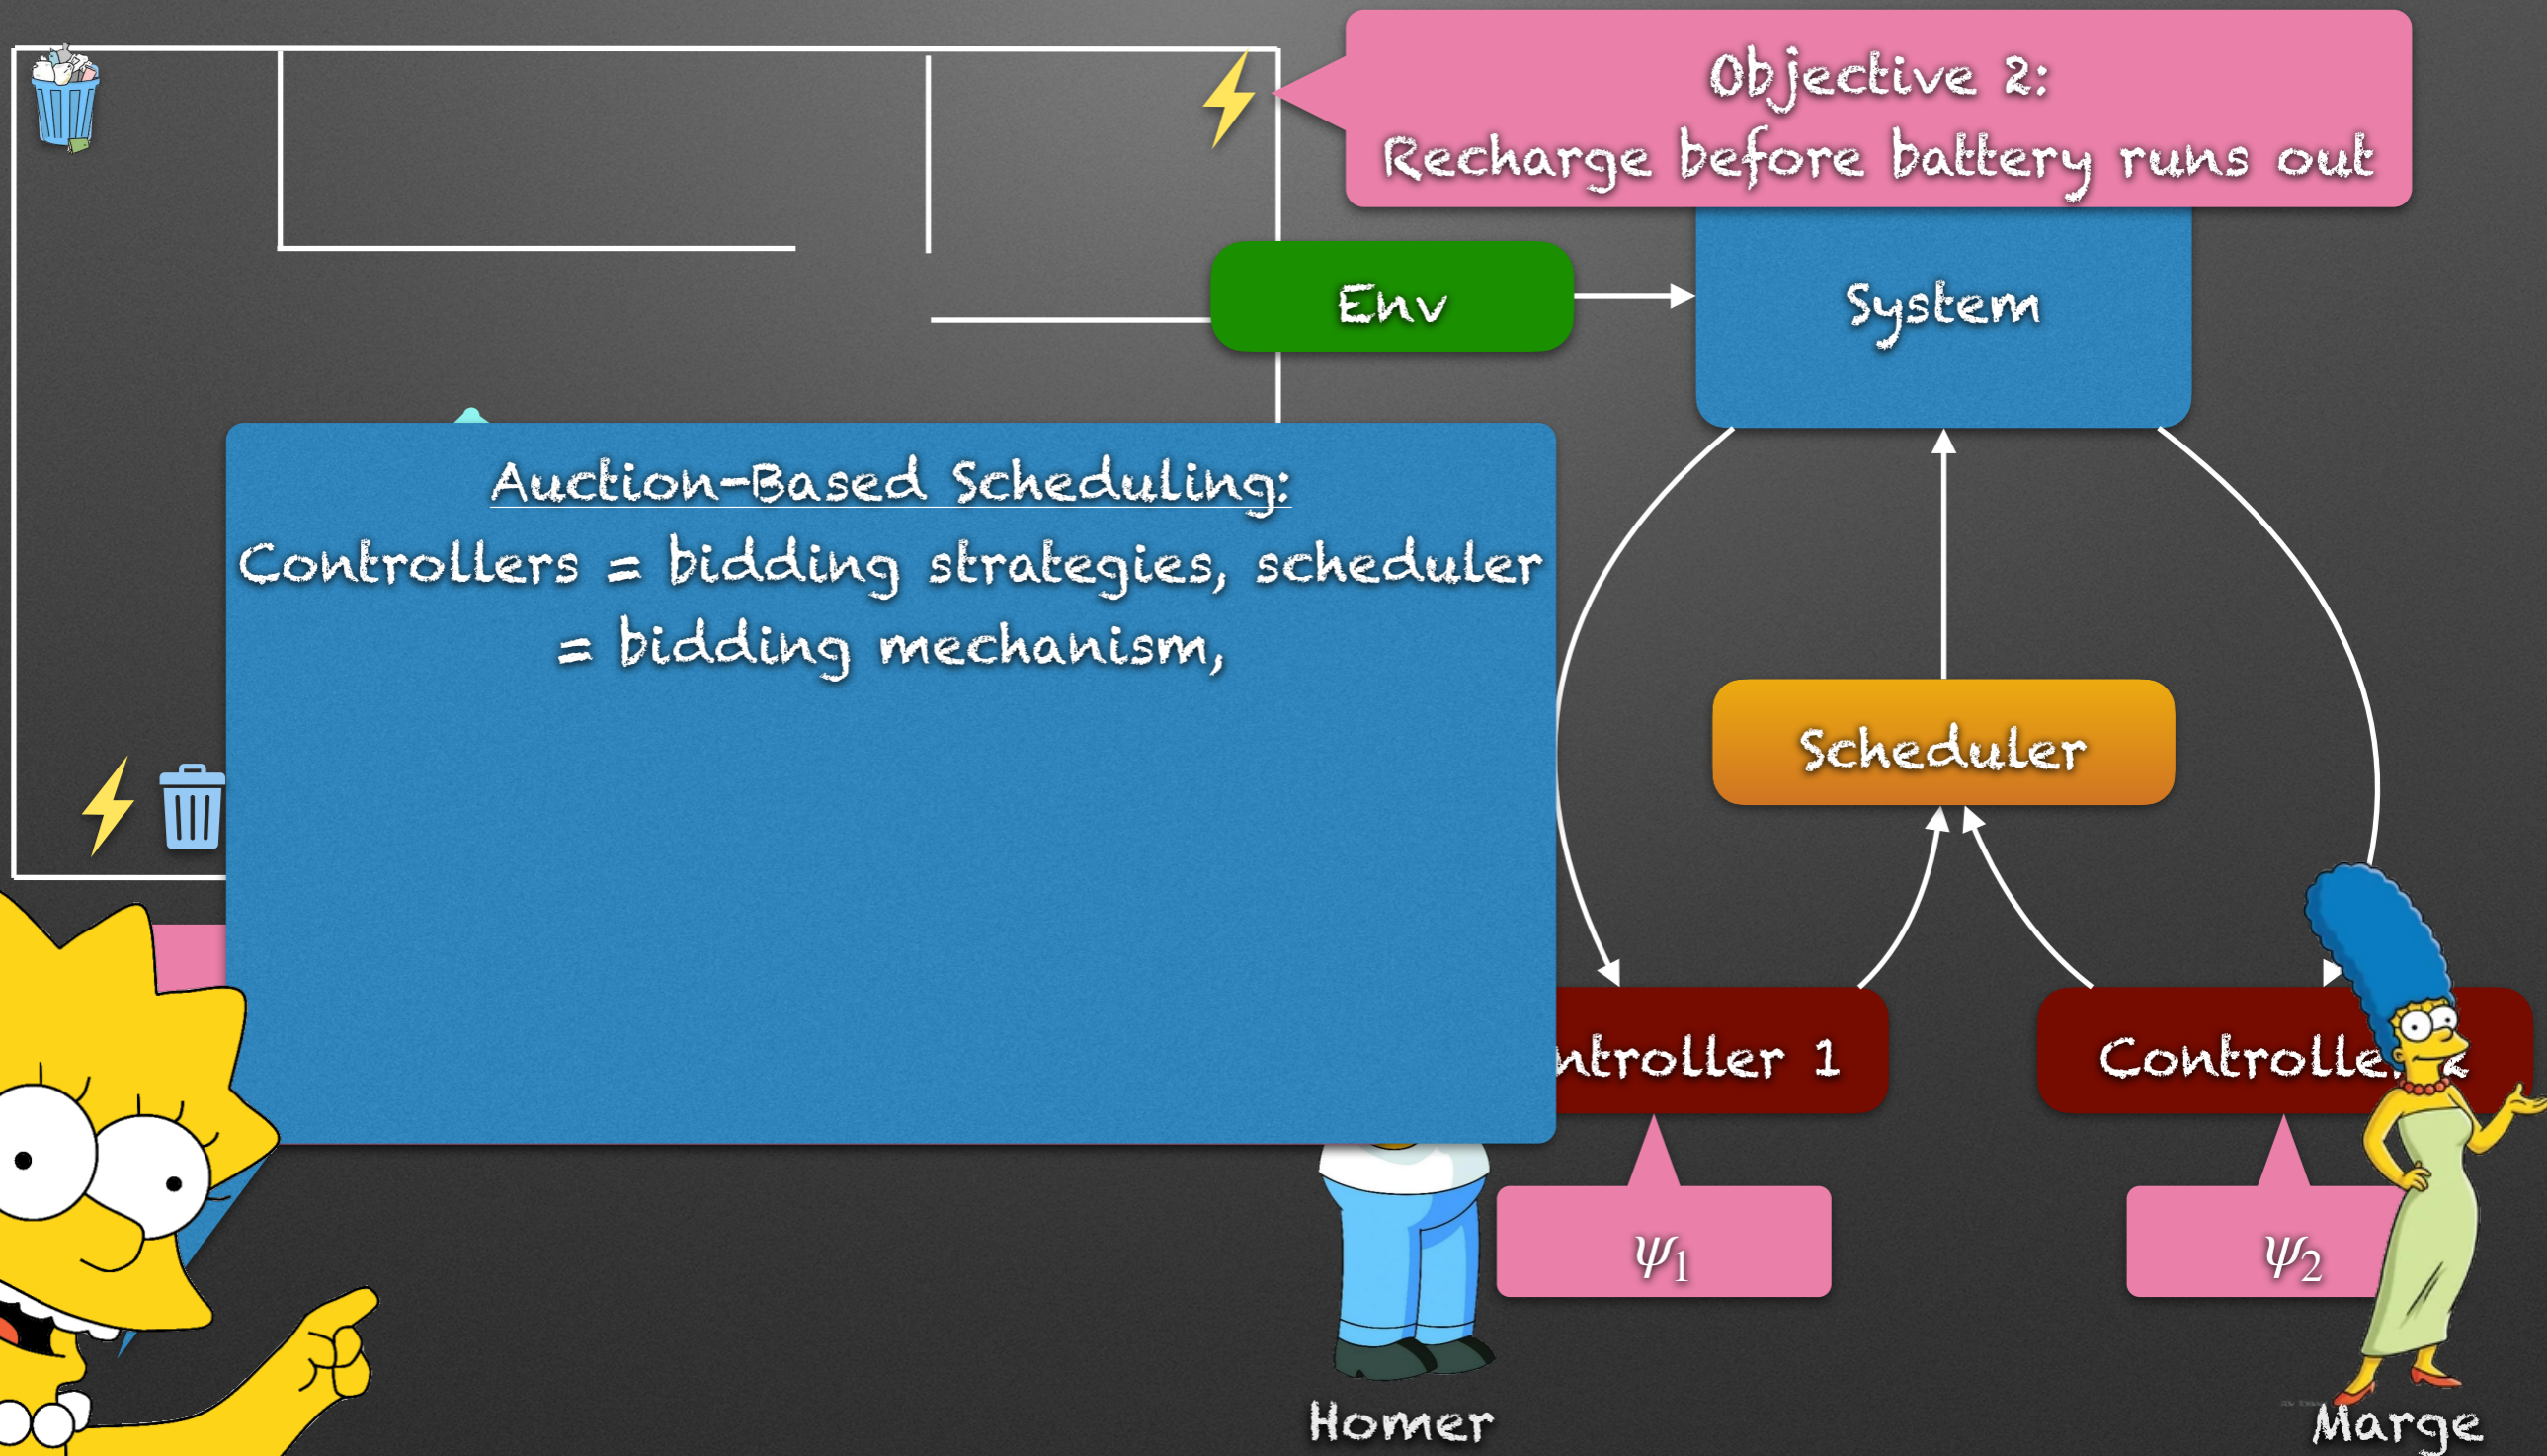 Objective 2:
Recharge before battery runs out
Env
System
Auction-Based Scheduling:
Controllers = bidding strategies, scheduler
= bidding mechanism,
Scheduler
ntroller 1
Controlle
ψ1
ψ2
Homer
Marge